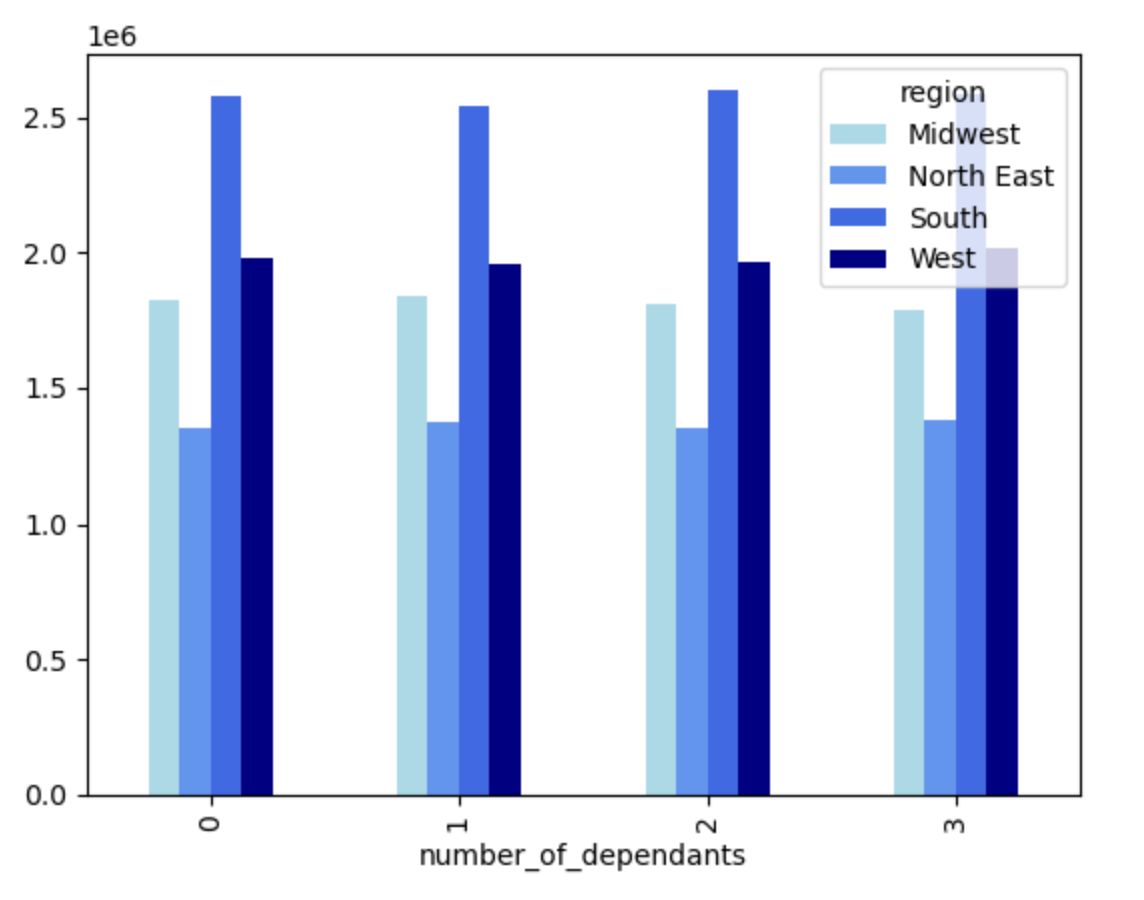 1e6
2.5
2.0
1.5
1.0
0.5
0.0
region
Midwest
North East
South
West
0
1
2
3
number_of_dependants